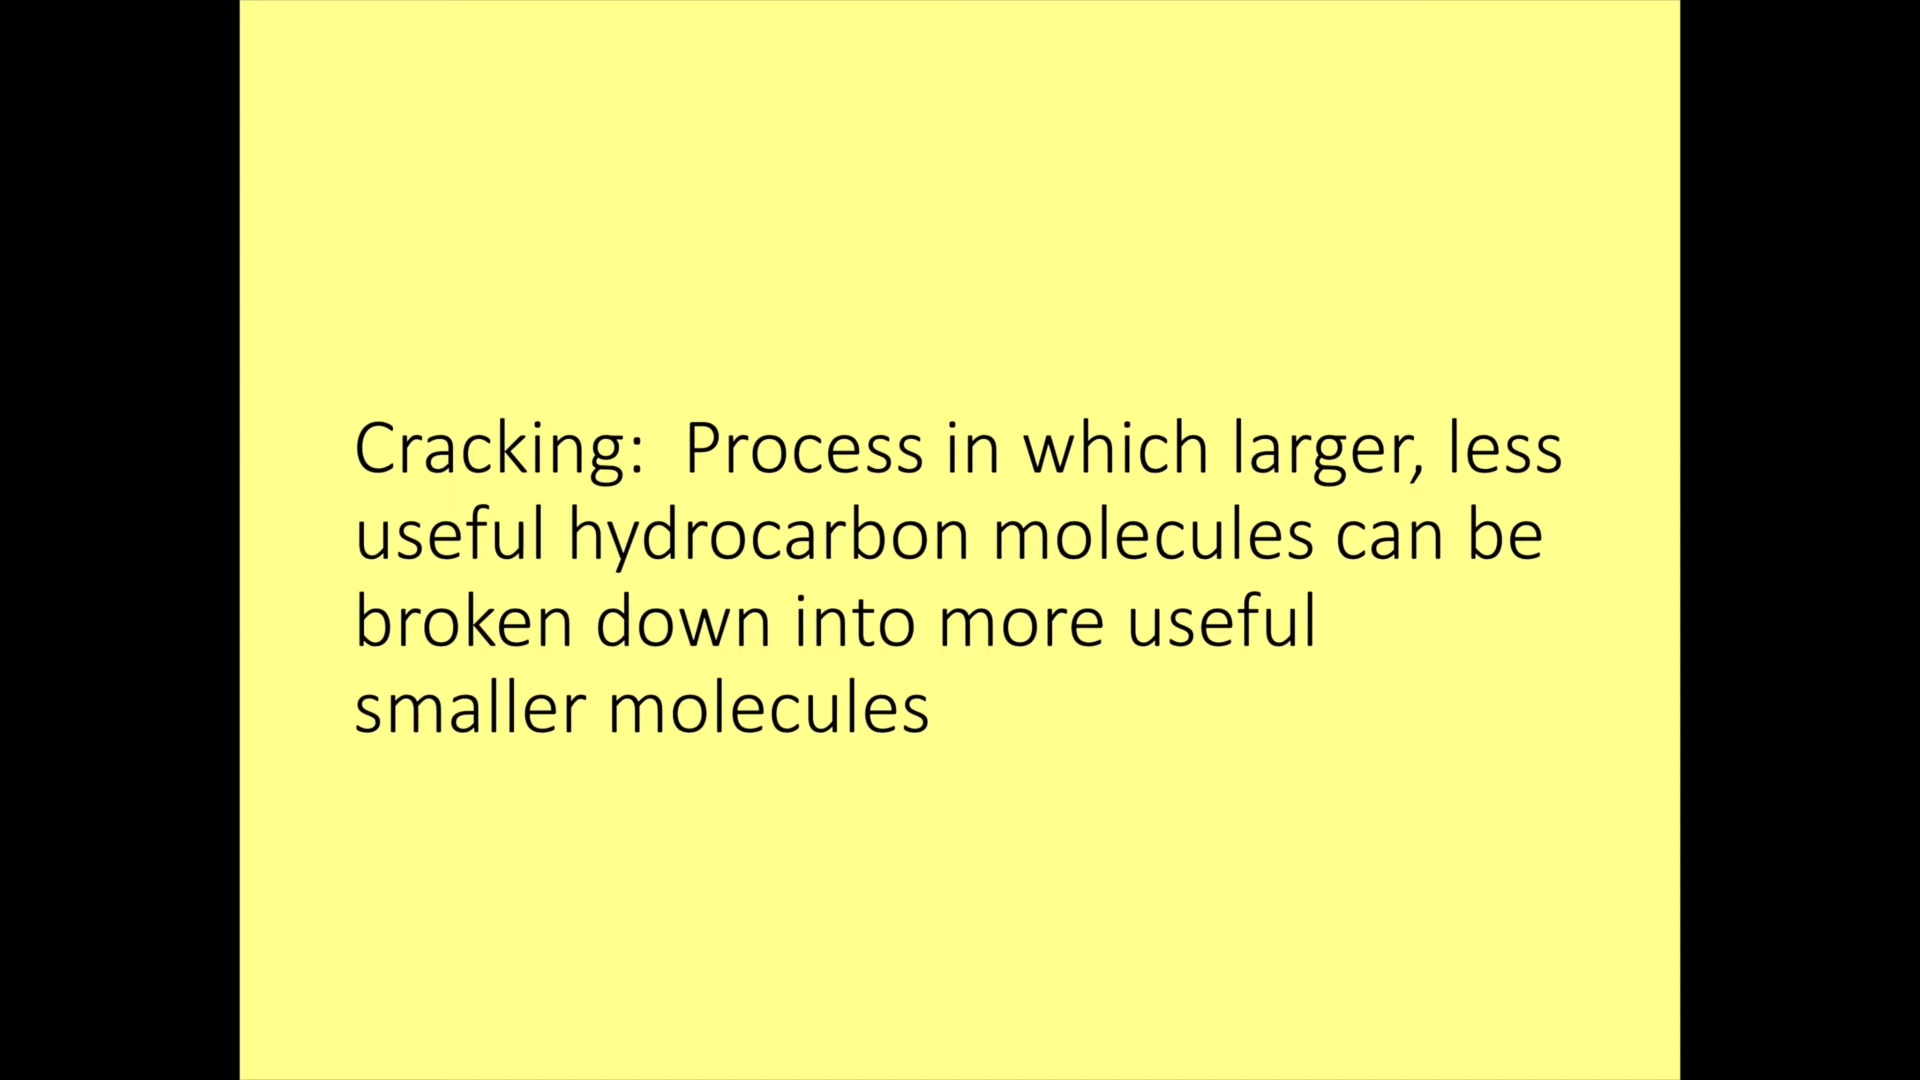 Cracking:  Process in which larger, less
useful hydrocarbon molecules can be
broken down into more useful
smaller molecules